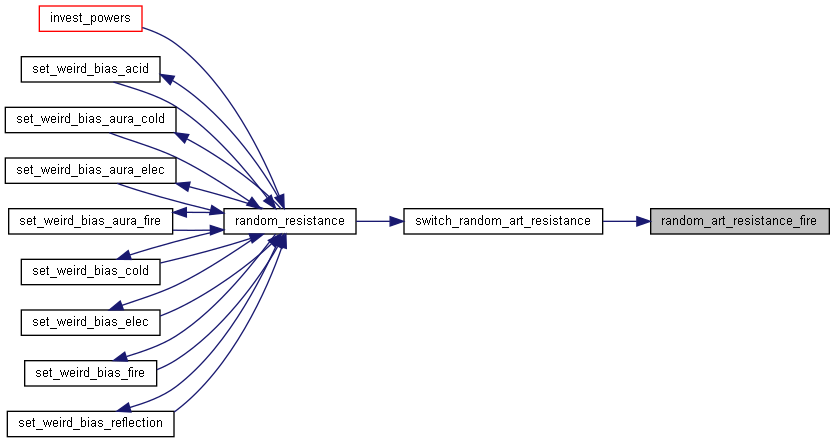 invest_powers
set_weird_bias_acid
set_weird_bias_aura_cold
set_weird_bias_aura_elec
set_weird_bias_aura_fire
random_resistance
switch_random_art_resistance
random_art_resistance_fire
set_weird_bias_cold
set_weird_bias_elec
set_weird_bias_fire
set_weird_bias_reflection